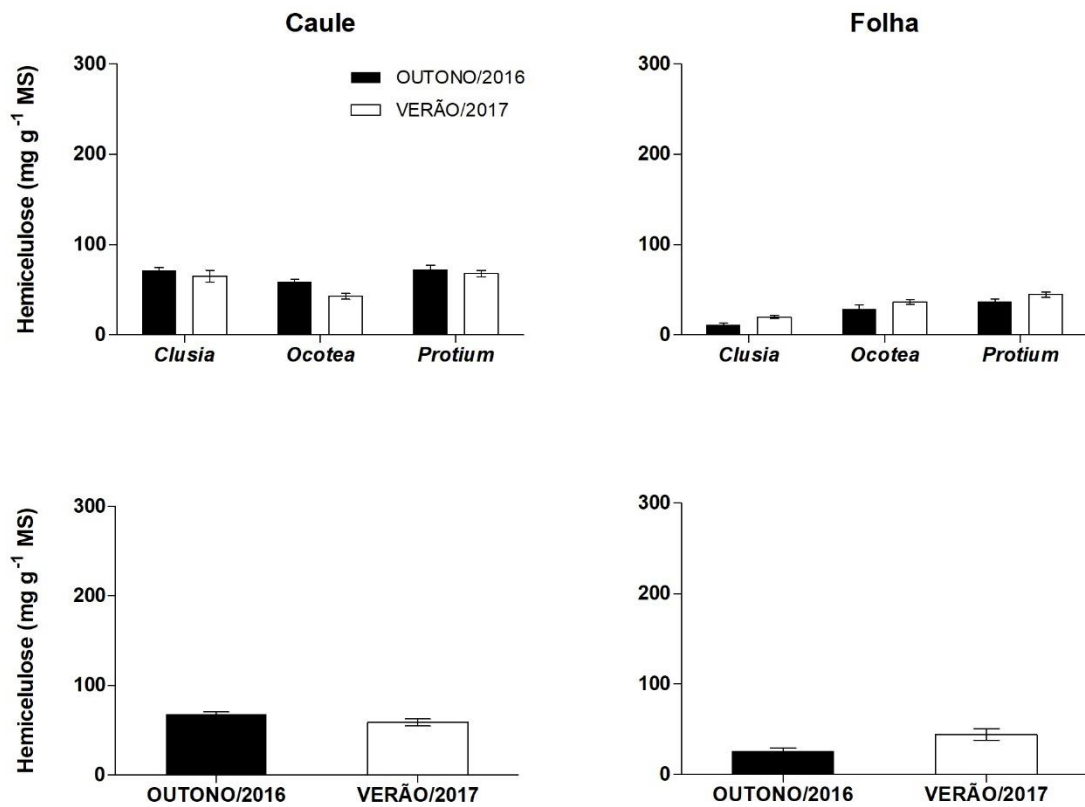 Caule
Hemicelulose (mg g⁻¹ MS)
300
200
100
0
OUTONO/2016
VERÃO/2017
Clusia Ocotea Protium
Folha
300
200
100
0
Clusia Ocotea Protium
Hemicelulose (mg g⁻¹ MS)
300
200
100
0
OUTONO/2016 VERÃO/2017
300
200
100
0
OUTONO/2016 VERÃO/2017